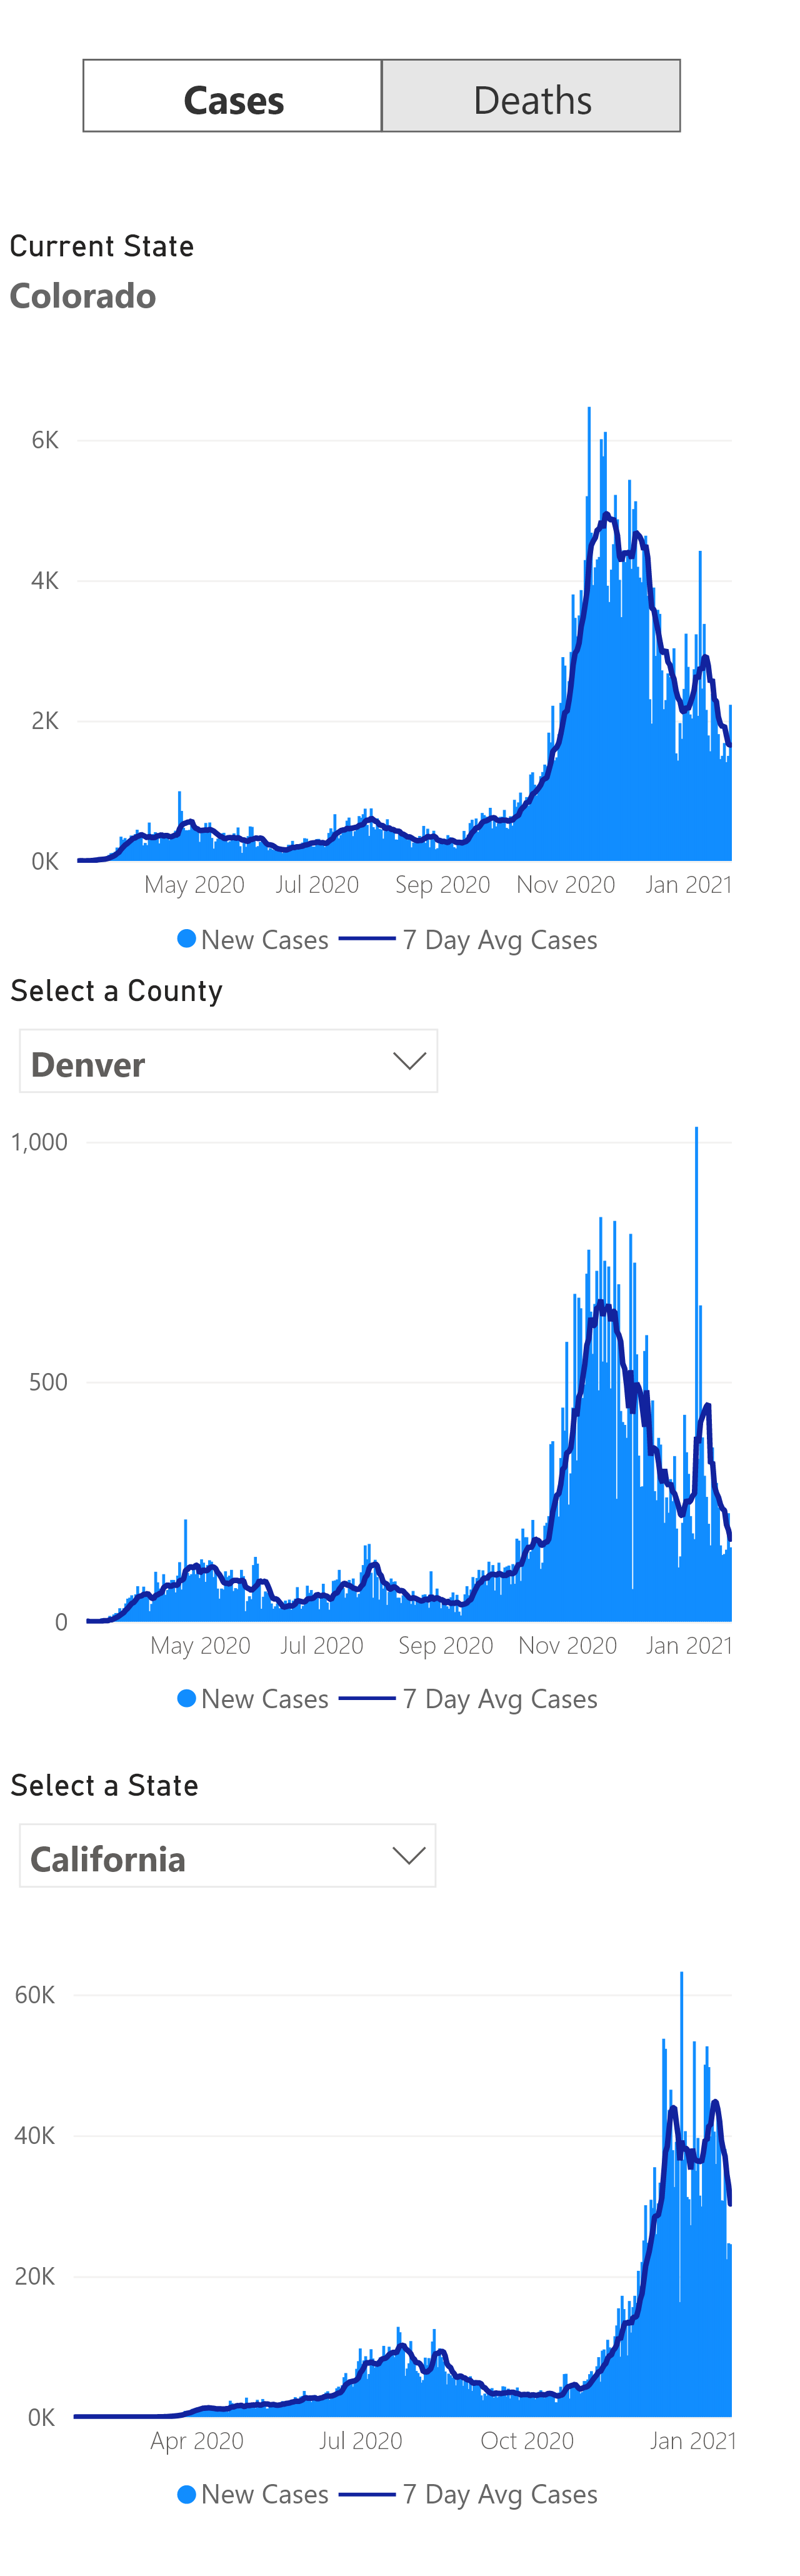 Cases Deaths
Current State
Colorado
6K
4K
2K
0K
May 2020 Jul 2020 Sep 2020 Nov 2020 Jan 2021
New Cases 7 Day Avg Cases
Select a County
Denver
1,000
500
0
May 2020 Jul 2020 Sep 2020 Nov 2020 Jan 2021
New Cases 7 Day Avg Cases
Select a State
California
60K
40K
20K
0K
Apr 2020 Jul 2020 Oct 2020 Jan 2021
New Cases 7 Day Avg Cases